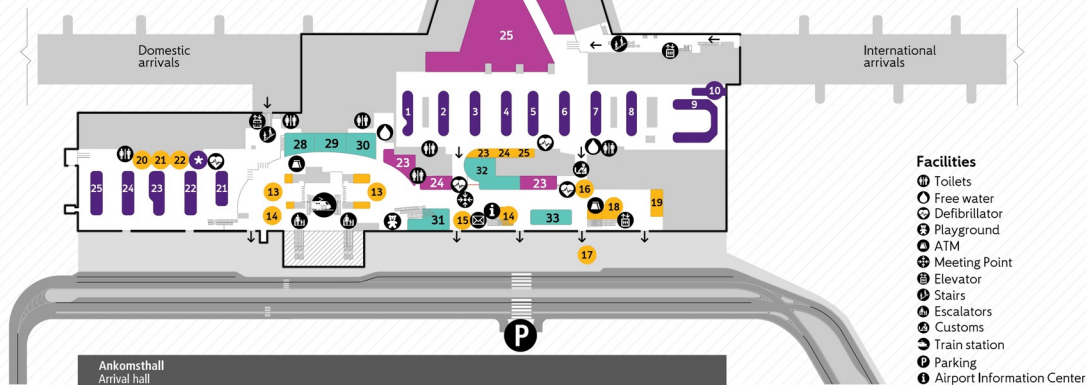 25
Domestic
arrivals
International
arrivals
10
1 2 3 4 5 6 7 8 9
28 29 30
23 24 25
20 21 22
23
32
25 24 23 22 21
24
23
16
13
13
19
14
18
31
15
14
33
17
P
Ankomsthall
Arrival hall
Facilities
Toilets
Free water
Defibrillator
Playground
ATM
Meeting Point
Elevator
Stairs
Escalators
Customs
Train station
P Parking
i Airport Information Center